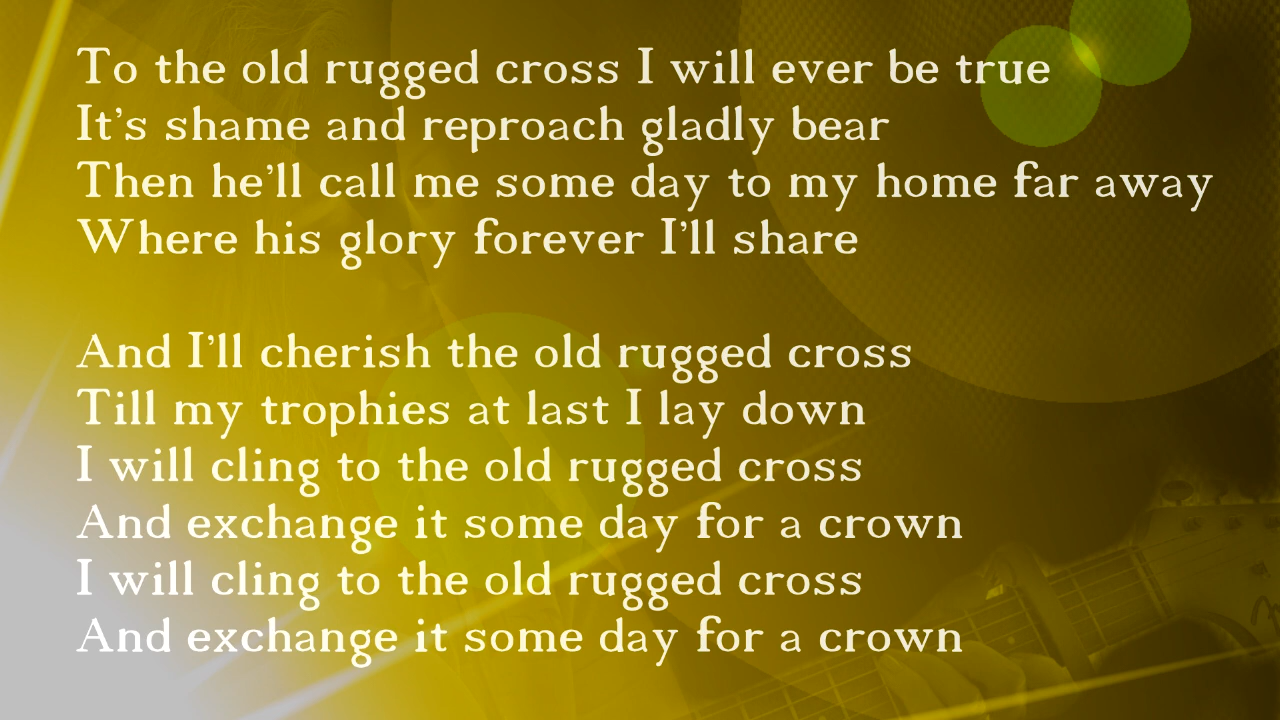 To the old rugged cross I will ever be true
It's shame and reproach gladly bear
Then he'll call me some day to my home far away
Where his glory forever I'll share
And I'll cherish the old rugged cross
Till my trophies at last I lay down
I will cling to the old rugged cross
And exchange it some day for a crown
I will cling to the old rugged cross
And exchange it some day for a crown